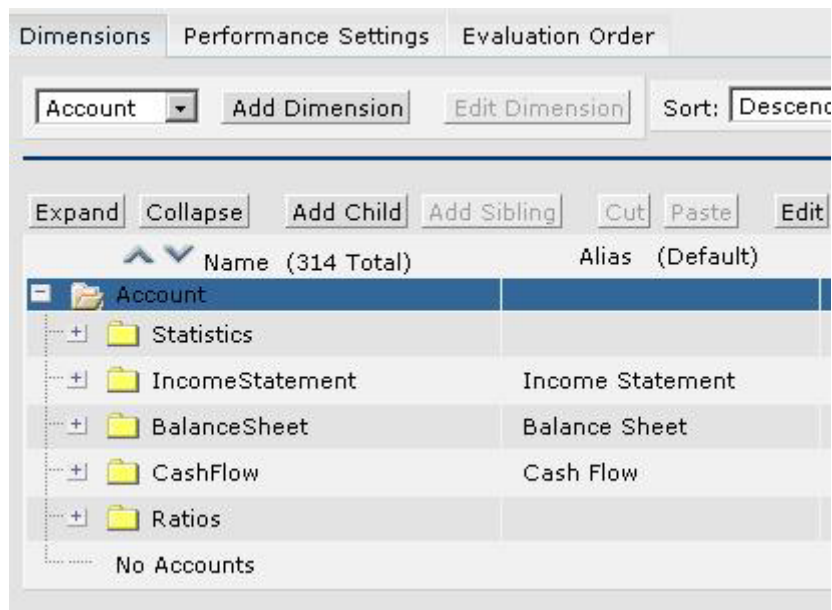 Dimensions Performance Settings Evaluation Order
Account Add Dimension Edit Dimension Sort: Descenc
Expand Collapse Add Child Add Sibling Cut Paste Edit
Name (314 Total) Alias (Default)
Account
Statistics
IncomeStatement Income Statement
BalanceSheet Balance Sheet
CashFlow Cash Flow
Ratios
No Accounts